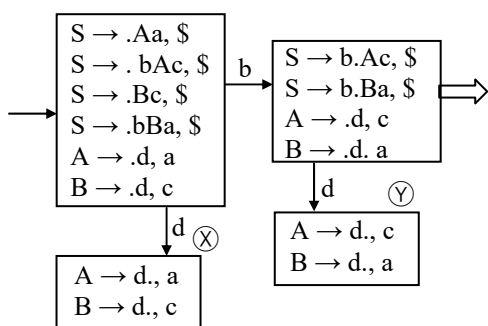 S → .Aa, $
S → . bAc, $
S → .Bc, $
S → .bBa, $
A → .d, a
B → .d, c
b
S → b.Ac, $
S → b.Ba, $
A → .d, c
B → .d. a
d
Ⓧ
d
Ⓨ
A → d., a
B → d., c
A → d., c
B → d., a